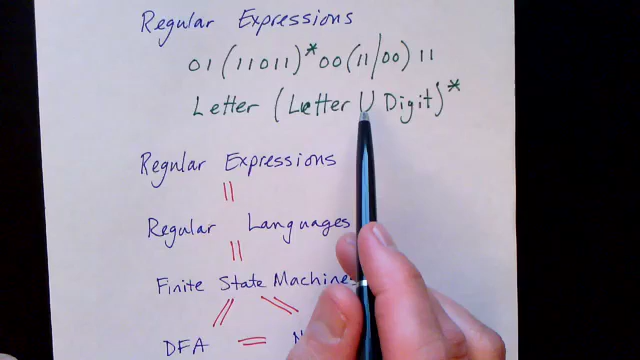 Regular Expressions
01 (11011)* 00 (11/00) 11
Letter (Letter ∪ Digit)*
Regular Expressions
||
Regular Languages
||
Finite State Machine
// \\
DFA = N